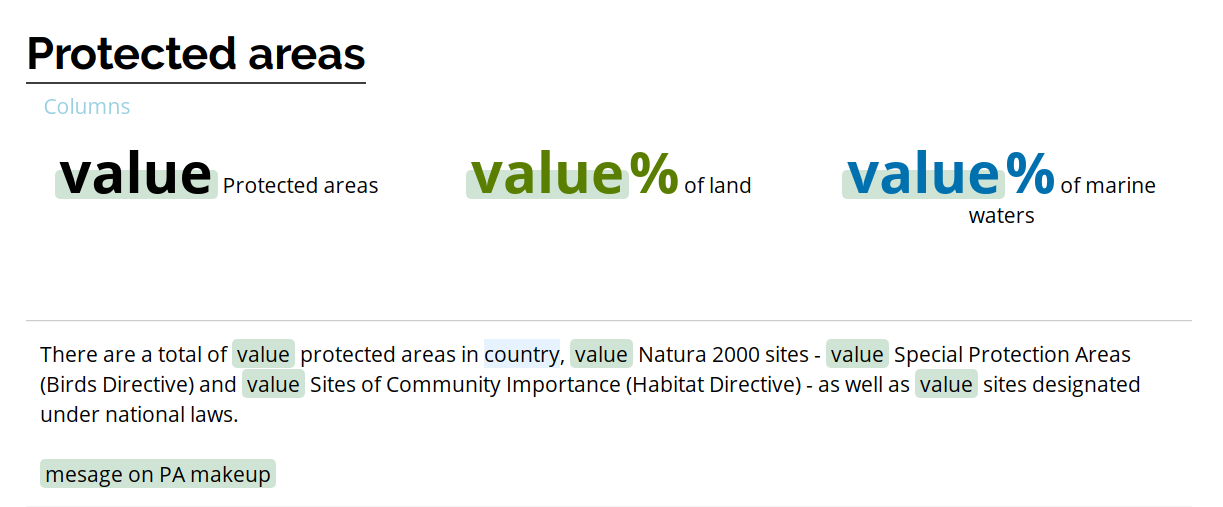 Protected areas
Columns
value Protected areas
value% of land
value% of marine
waters
There are a total of value protected areas in country, value Natura 2000 sites - value Special Protection Areas
(Birds Directive) and value Sites of Community Importance (Habitat Directive) - as well as value sites designated
under national laws.
mesage on PA makeup